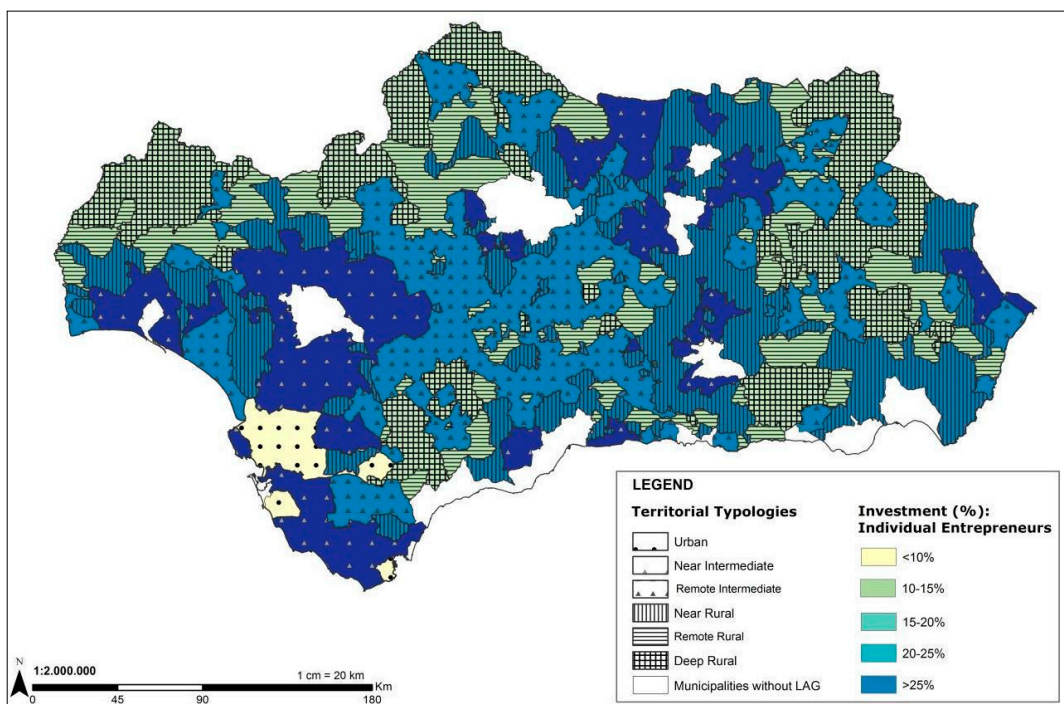 LEGEND
Territorial Typologies
Urban
Near Intermediate
Remote Intermediate
Near Rural
Remote Rural
Deep Rural
Municipalities without LAG
Investment (%):
Individual Entrepreneurs
<10%
10-15%
15-20%
20-25%
>25%
N
1:2.000.000
1 cm = 20 km
Km
0 45 90 180